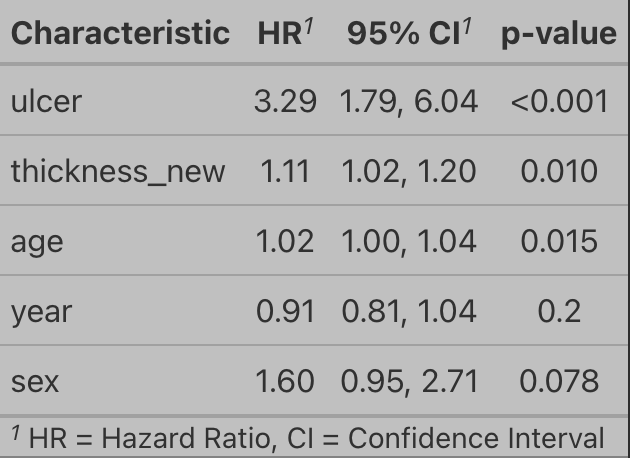 Characteristic HR1 95% CI1 p-value
ulcer 3.29 1.79, 6.04 <0.001
thickness_new 1.11 1.02, 1.20 0.010
age 1.02 1.00, 1.04 0.015
year 0.91 0.81, 1.04 0.2
sex 1.60 0.95, 2.71 0.078
1 HR = Hazard Ratio, CI = Confidence Interval